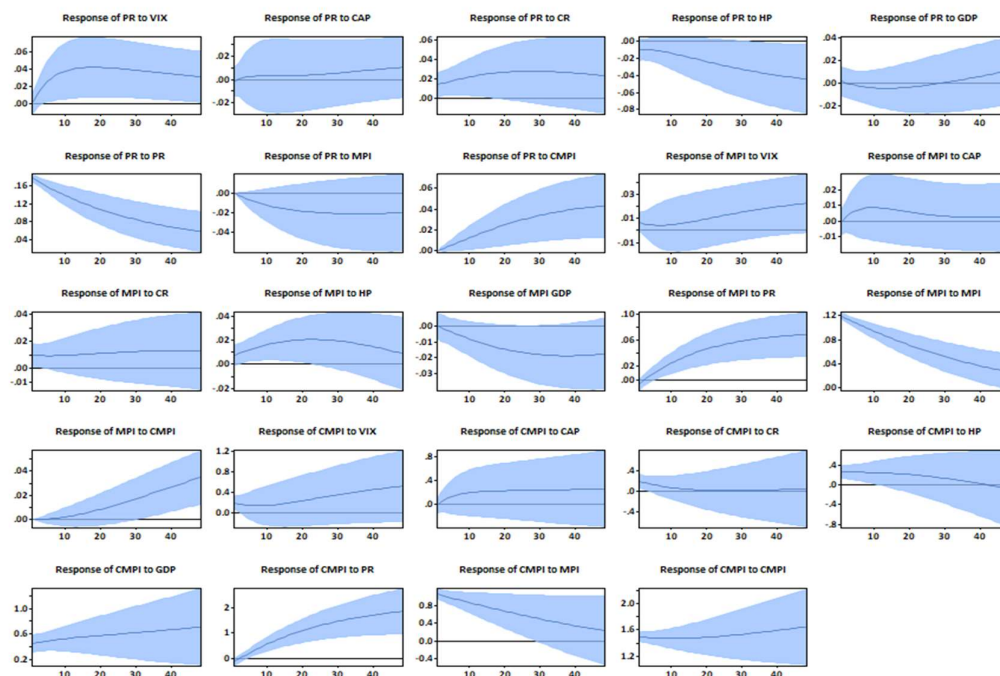 Response of PR to VIX Response of PR to CAP Response of PR to CR Response of PR to HP Response of PR to GDP
.06 .04 .02 .00 10 20 30 40
.02 .00 -.02 10 20 30 40
.06 .04 .02 .00 10 20 30 40
.00 -.02 -.04 -.06 -.08 10 20 30 40
.04 .02 .00 -.02 10 20 30 40
Response of PR to PR Response of PR to MPI Response of PR to CMPI Response of MPI to VIX Response of MPI to CAP
.16 .12 .08 .04 10 20 30 40
.00 -.02 -.04 10 20 30 40
.06 .04 .02 .00 10 20 30 40
.03 .01 -.01 10 20 30 40
.02 .01 .00 -.01 10 20 30 40
Response of MPI to CR Response of MPI to HP Response of MPI GDP Response of MPI to PR Response of MPI to MPI
.04 .02 .00 -.01 10 20 30 40
.04 .02 .00 -.02 10 20 30 40
.00 -.01 -.02 -.03 10 20 30 40
.10 .06 .02 .00 10 20 30 40
.12 .08 .04 .00 10 20 30 40
Response of MPI to CMPI Response of CMPI to VIX Response of CMPI to CAP Response of CMPI to CR Response of CMPI to HP
.04 .02 .00 10 20 30 40
1.2 0.8 0.4 0.0 10 20 30 40
.8 .4 .0 10 20 30 40
.4 .0 -.4 10 20 30 40
.4 .0 -.4 -.8 10 20 30 40
Response of CMPI to GDP Response of CMPI to PR Response of CMPI to MPI Response of CMPI to CMPI
1.0 0.6 0.2 10 20 30 40
2 1 0 10 20 30 40
0.8 0.4 0.0 -0.4 10 20 30 40
2.0 1.6 1.2 10 20 30 40